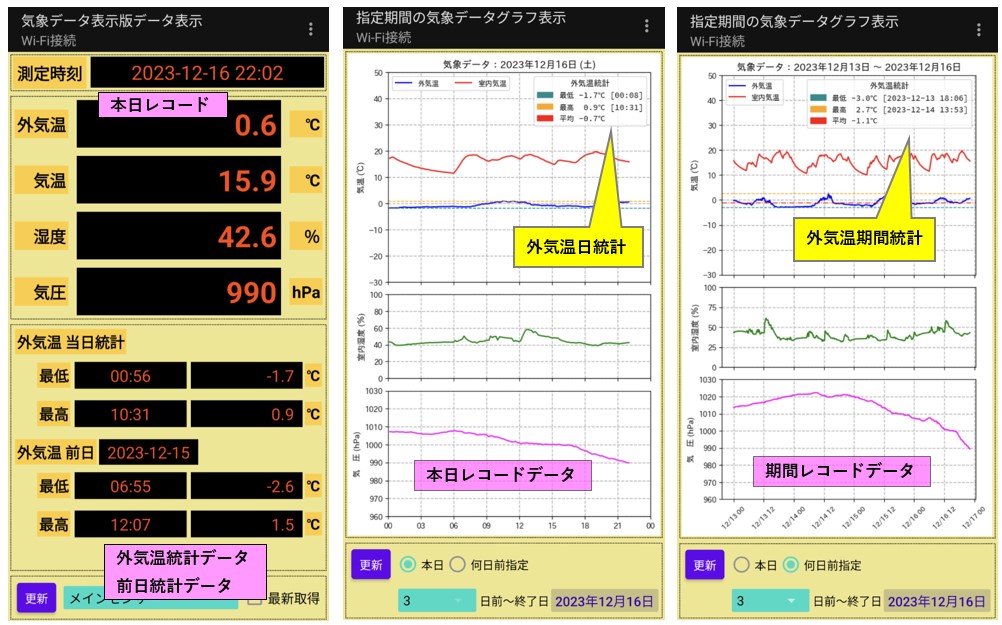 気象データ表示版データ表示
Wi-Fi接続
測定時刻 2023-12-16 22:02
本日レコード
外気温 0.6 ℃
気温 15.9 ℃
湿度 42.6 %
気圧 990 hPa
外気温 当日統計
最低 00:56 -1.7 ℃
最高 10:31 0.9 ℃
外気温 前日 2023-12-15
最低 06:55 -2.6 ℃
最高 12:07 1.5 ℃
外気温統計データ
前日統計データ
更新 最新取得
指定期間の気象データグラフ表示
Wi-Fi接続
気象データ：2023年12月16日 (土)
外気温 室内気温
外気温統計
最低 -1.7℃ [00:08]
最高 0.9℃ [10:31]
平均 -0.7℃
気温 (℃)
50
40
30
20
10
0
−10
−20
−30
外気温日統計
室内湿度 (%)
100
80
60
40
20
0
気 圧 (hPa)
1030
1020
1010
1000
990
980
970
960
本日レコードデータ
00 03 06 09 12 15 18 21 00
更新 本日 何日前指定
3 日前～終了日 2023年12月16日
指定期間の気象データグラフ表示
Wi-Fi接続
気象データ：2023年12月13日 ～ 2023年12月16日
外気温
室内気温
外気温統計
最低 -3.0℃ [2023-12-13 18:06]
最高 2.7℃ [2023-12-14 13:53]
平均 -1.1℃
気温 (℃)
50
40
30
20
10
0
−10
−20
−30
外気温期間統計
室内湿度 (%)
100
75
50
25
0
気 圧 (hPa)
1030
1020
1010
1000
990
980
970
960
期間レコードデータ
12/13 00 12/13 12 12/14 00 12/14 12 12/15 00 12/15 12 12/16 00 12/16 12 12/17 00
更新 本日 何日前指定
3 日前～終了日 2023年12月16日